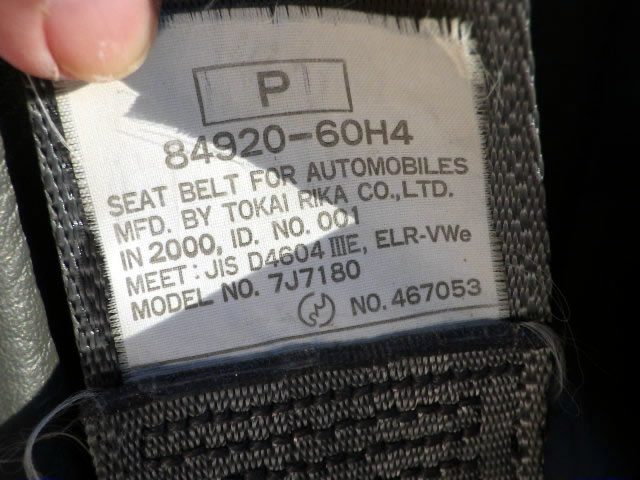 P
84920-60H4
SEAT BELT FOR AUTOMOBILES
MFD. BY TOKAI RIKA CO.,LTD.
IN 2000, ID. NO. 001
MEET : JIS D4604 IIIE, ELR-VWe
MODEL NO. 7J7180
NO. 467053